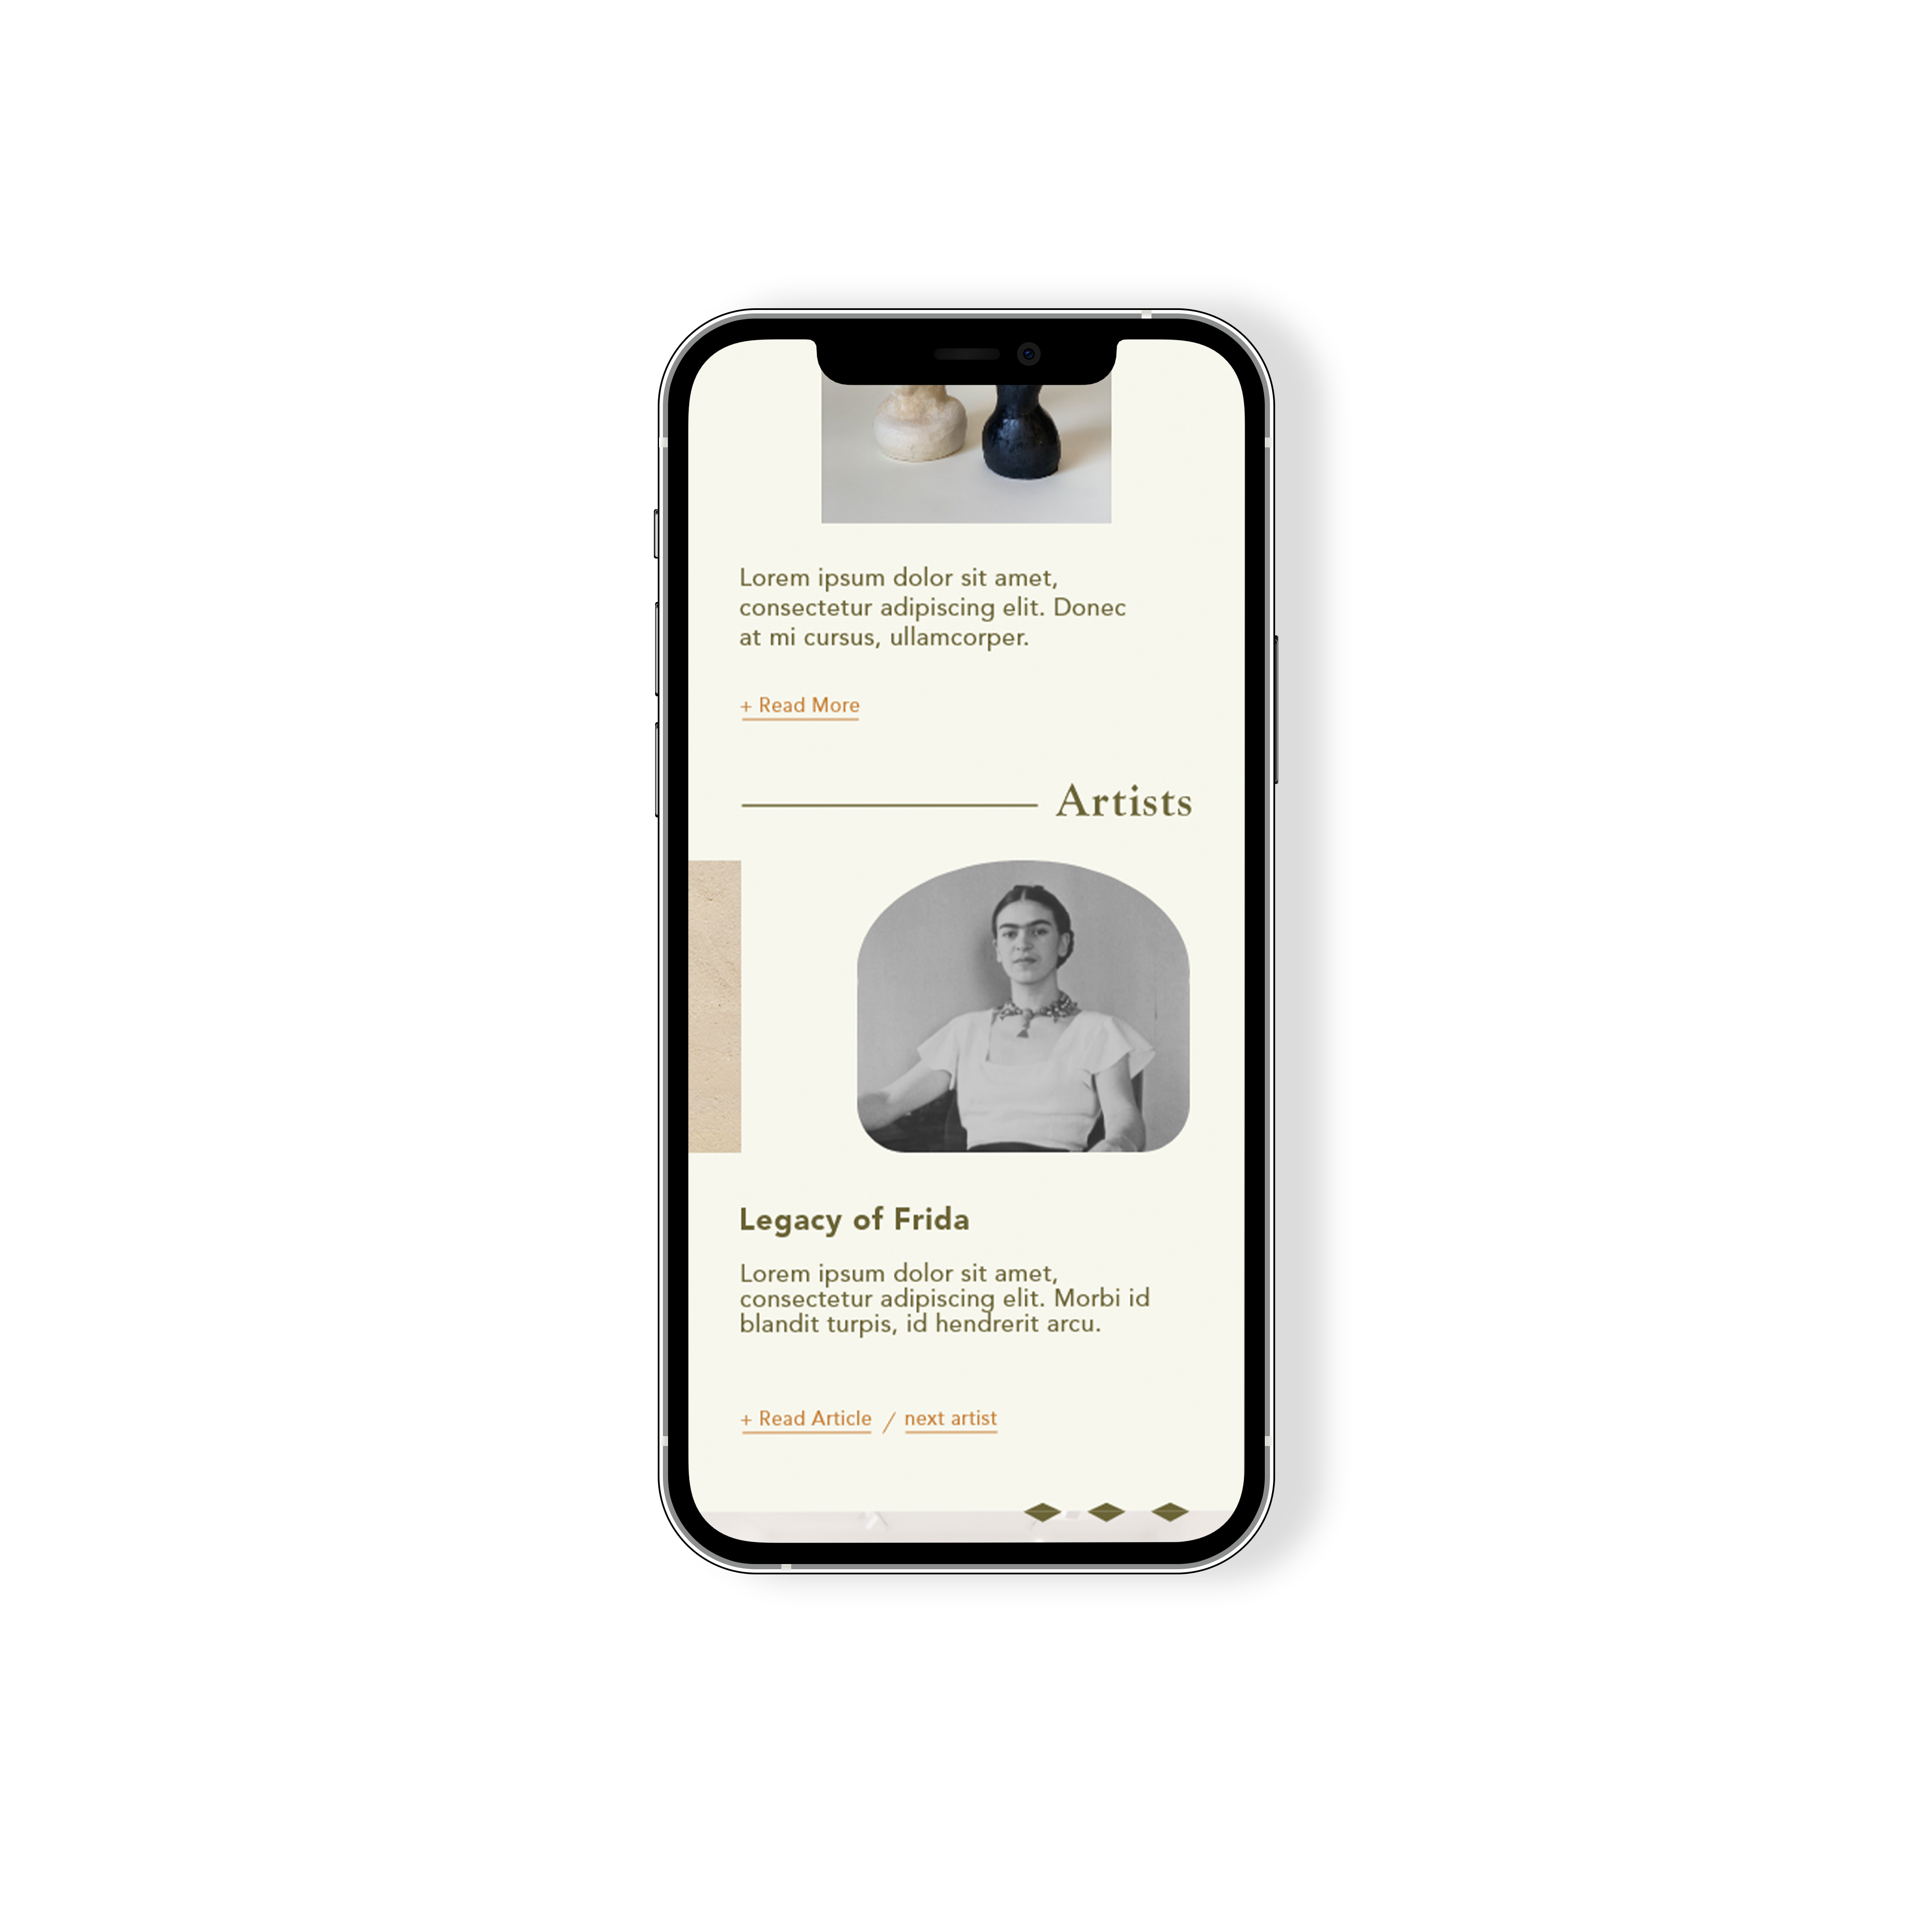 Lorem ipsum dolor sit amet,
consectetur adipiscing elit. Donec
at mi cursus, ullamcorper.
+ Read More
Artists
Legacy of Frida
Lorem ipsum dolor sit amet,
consectetur adipiscing elit. Morbi id
blandit turpis, id hendrerit arcu.
+ Read Article / next artist